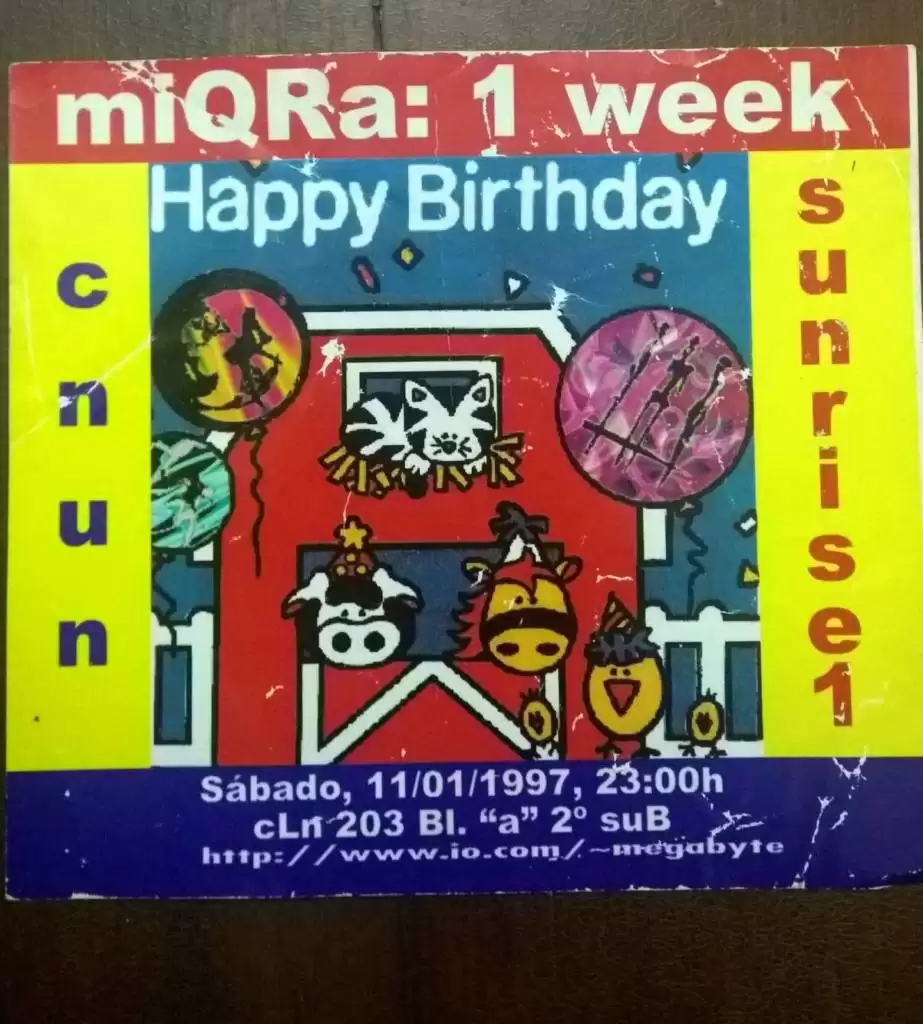 miQRa: 1 week
cnun
Happy Birthday
sunrise1
Sábado, 11/01/1997, 23:00h
cLn 203 Bl. “a” 2º suB
http://www.io.com/~megabyte